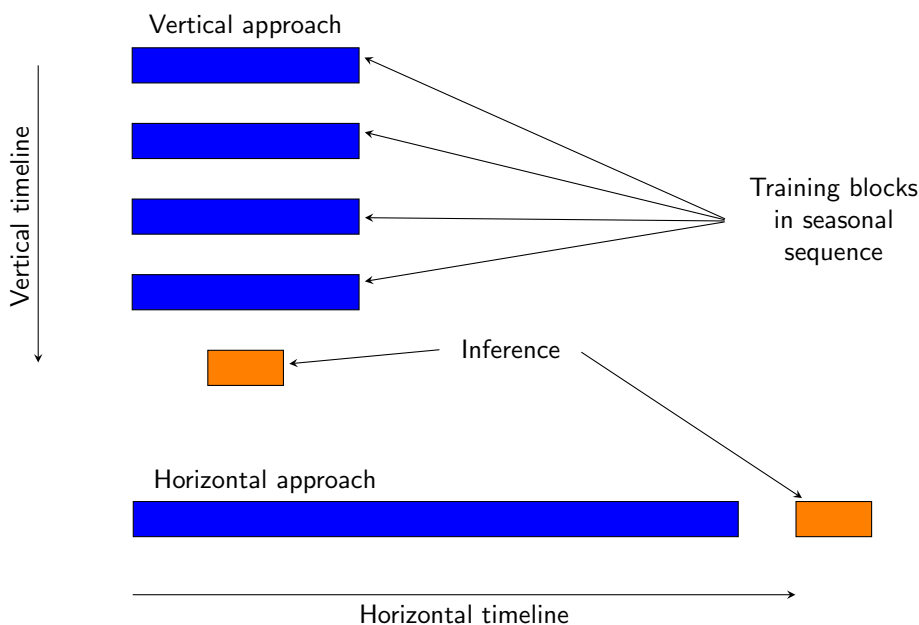 Vertical approach
Vertical timeline
Training blocks
in seasonal
sequence
Inference
Horizontal approach
Horizontal timeline